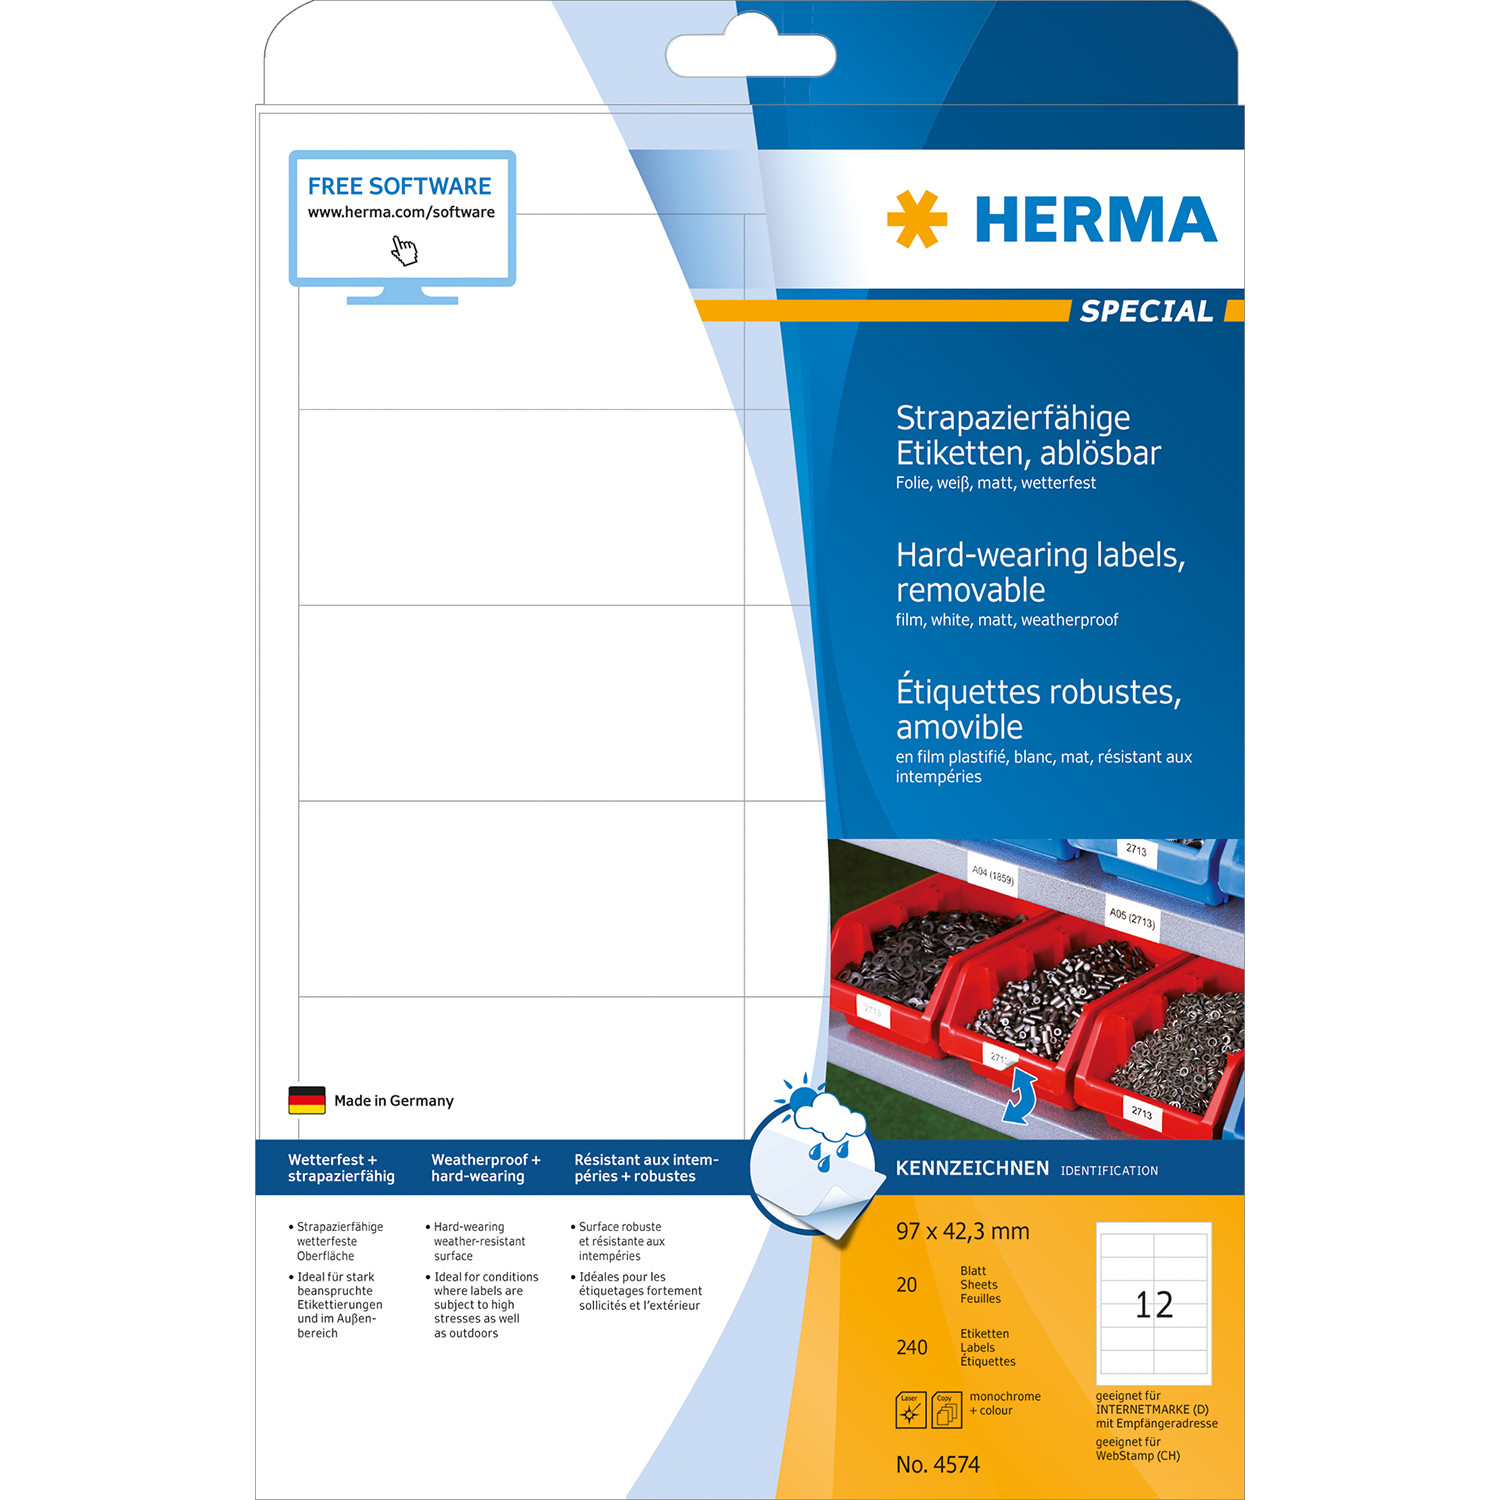 FREE SOFTWARE
www.herma.com/software
HERMA
SPECIAL
Strapazierfähige
Etiketten, ablösbar
Folie, weiß, matt, wetterfest
Hard-wearing labels,
removable
film, white, matt, weatherproof
Étiquettes robustes,
amovible
en film plastifié, blanc, mat, résistant aux
intempéries
2713
A04 (1859)
A05 (2713)
2713
271
2713
Made in Germany
Wetterfest +
strapazierfähig
Weatherproof +
hard-wearing
Résistant aux intem-
péries + robustes
KENNZEICHNEN IDENTIFICATION
• Strapazierfähige
wetterfeste
Oberfläche
• Ideal für stark
beanspruchte
Etikettierungen
und im Außen-
bereich
• Hard-wearing
weather-resistant
surface
• Ideal for conditions
where labels are
subject to high
stresses as well
as outdoors
• Surface robuste
et résistante aux
intempéries
• Idéales pour les
étiquetages fortement
sollicités et l'extérieur
97 x 42,3 mm
20
Blatt
Sheets
Feuilles
240
Etiketten
Labels
Étiquettes
12
Laser
Copy
monochrome
+ colour
No. 4574
geeignet für
INTERNETMARKE (D)
mit Empfängeradresse
geeignet für
WebStamp (CH)